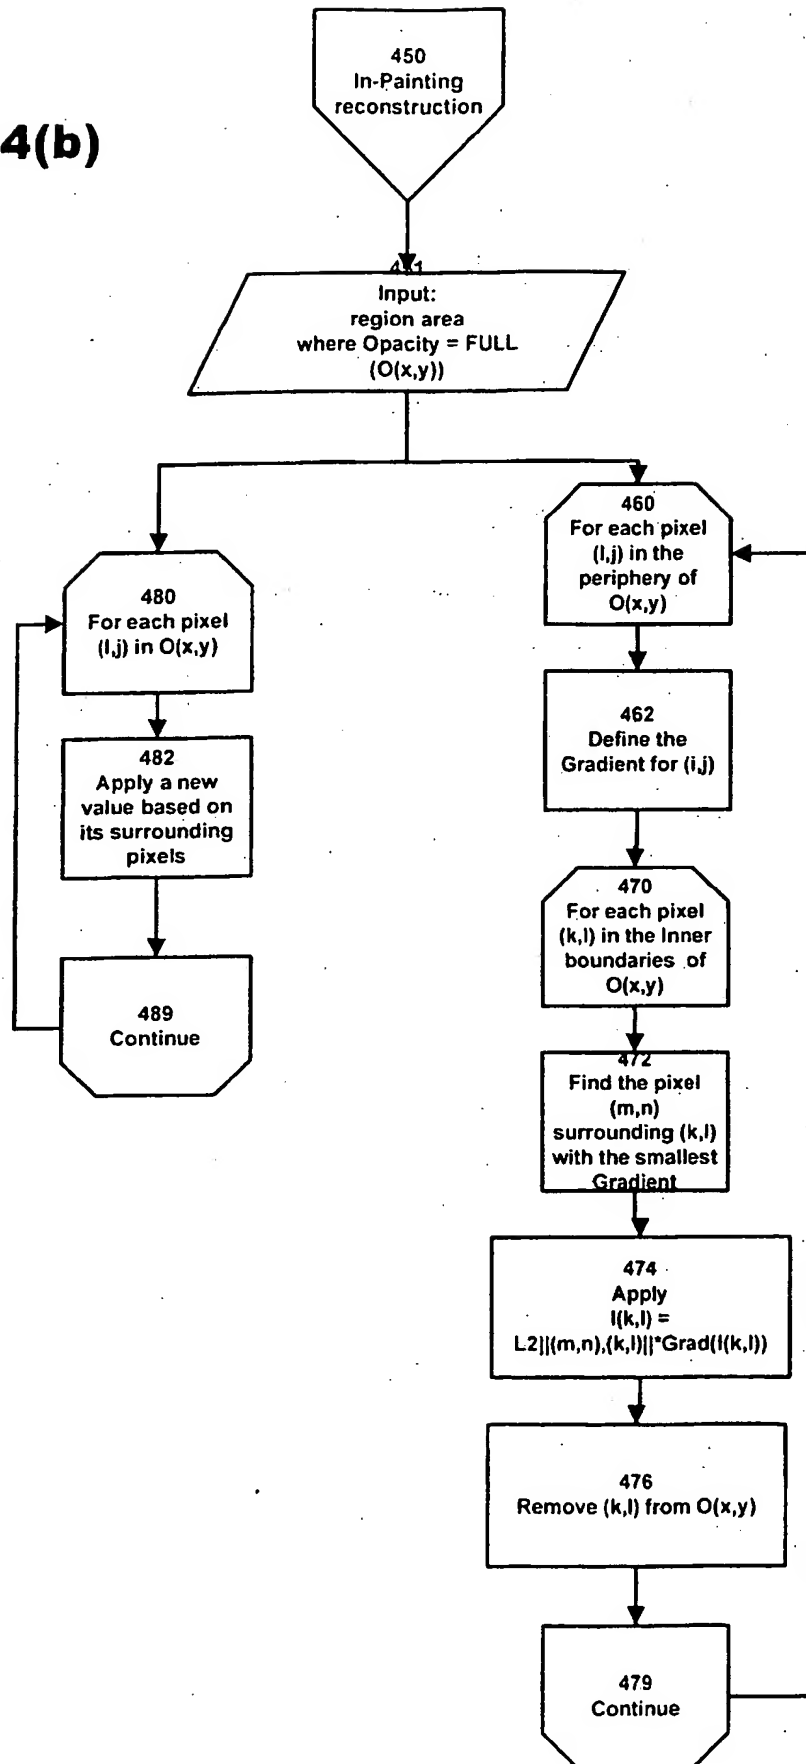 4(b)
450
In-Painting
reconstruction
451
Input:
region area
where Opacity = FULL
(O(x,y))
460
For each pixel
(I,j) in the
periphery of
O(x,y)
480
For each pixel
(I,j) in O(x,y)
462
Define the
Gradient for (i,j)
482
Apply a new
value based on
its surrounding
pixels
470
For each pixel
(k,l) in the Inner
boundaries of
O(x,y)
489
Continue
472
Find the pixel
(m,n)
surrounding (k,l)
with the smallest
Gradient
474
Apply
I(k,l) =
L2||(m,n),(k,l)||*Grad(I(k,l))
476
Remove (k,l) from O(x,y)
479
Continue